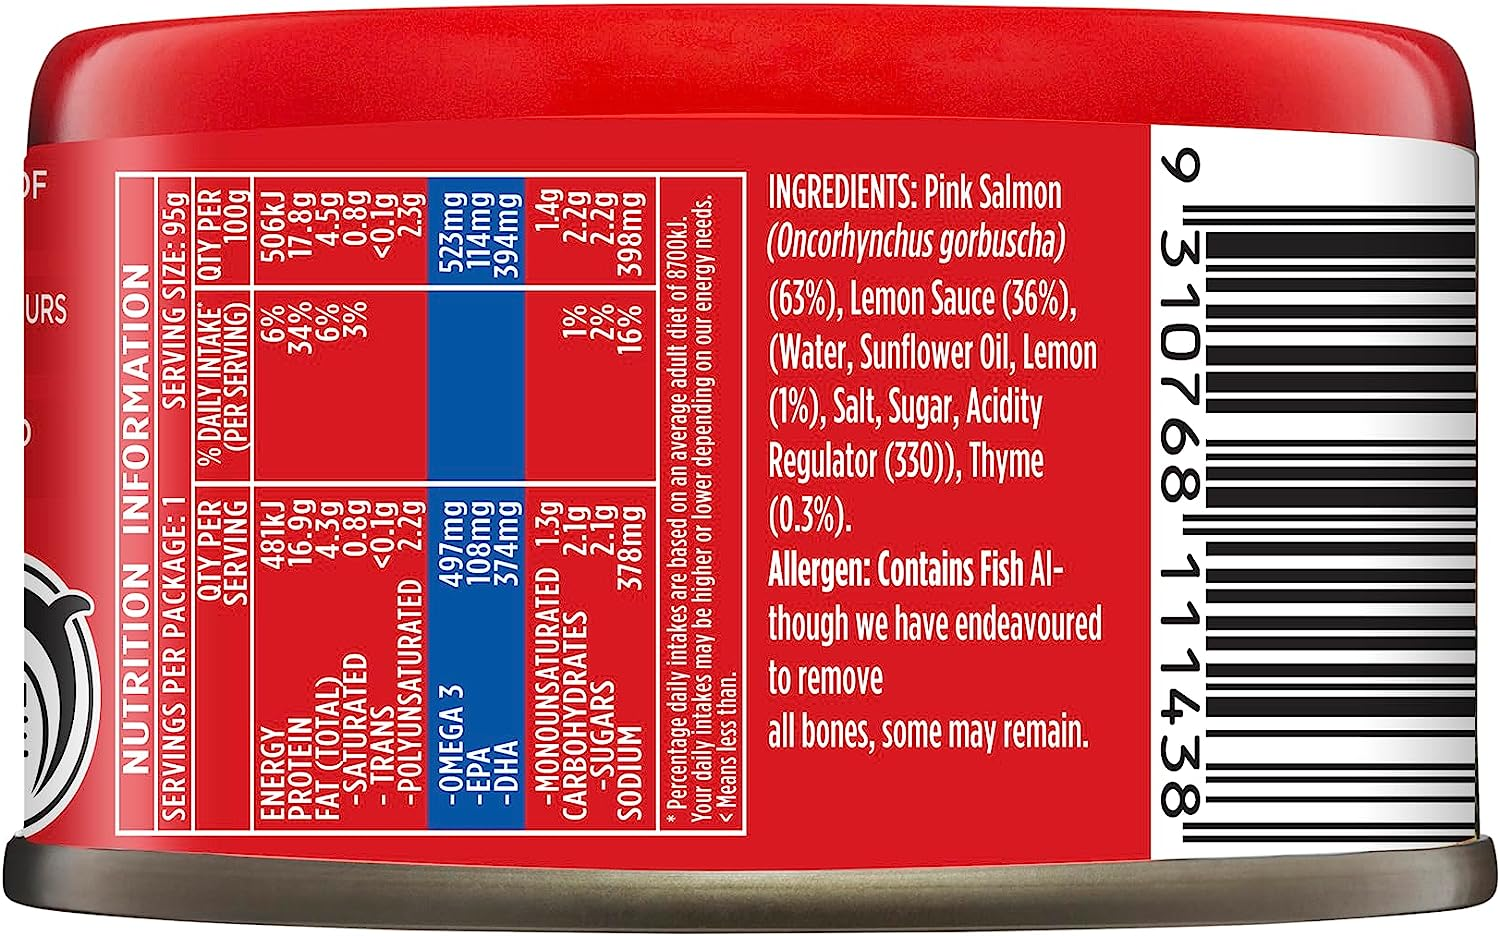 OF
OURS
NUTRITION INFORMATION
SERVINGS PER PACKAGE: 1 SERVING SIZE: 95g
QTY PER SERVING % DAILY INTAKE* (PER SERVING) QTY PER 100g
ENERGY 481kJ 6% 506kJ
PROTEIN 16.9g 34% 17.8g
FAT (TOTAL) 4.3g 6% 4.5g
-SATURATED 0.8g 3% 0.8g
- TRANS <0.1g <0.1g
-POLYUNSATURATED 2.2g 2.3g
-OMEGA 3 497mg 523mg
-EPA 108mg 114mg
-DHA 374mg 394mg
-MONOUNSATURATED 1.3g 1.4g
CARBOHYDRATES 2.1g 1% 2.2g
-SUGARS 2.1g 2% 2.2g
SODIUM 378mg 16% 398mg
* Percentage daily intakes are based on an average adult diet of 8700kJ.
Your daily intakes may be higher or lower depending on our energy needs.
< Means less than.
INGREDIENTS: Pink Salmon
(Oncorhynchus gorbuscha)
(63%), Lemon Sauce (36%),
(Water, Sunflower Oil, Lemon
(1%), Salt, Sugar, Acidity
Regulator (330)), Thyme
(0.3%).
Allergen: Contains Fish Al-
though we have endeavoured
to remove
all bones, some may remain.
9 310768 111438